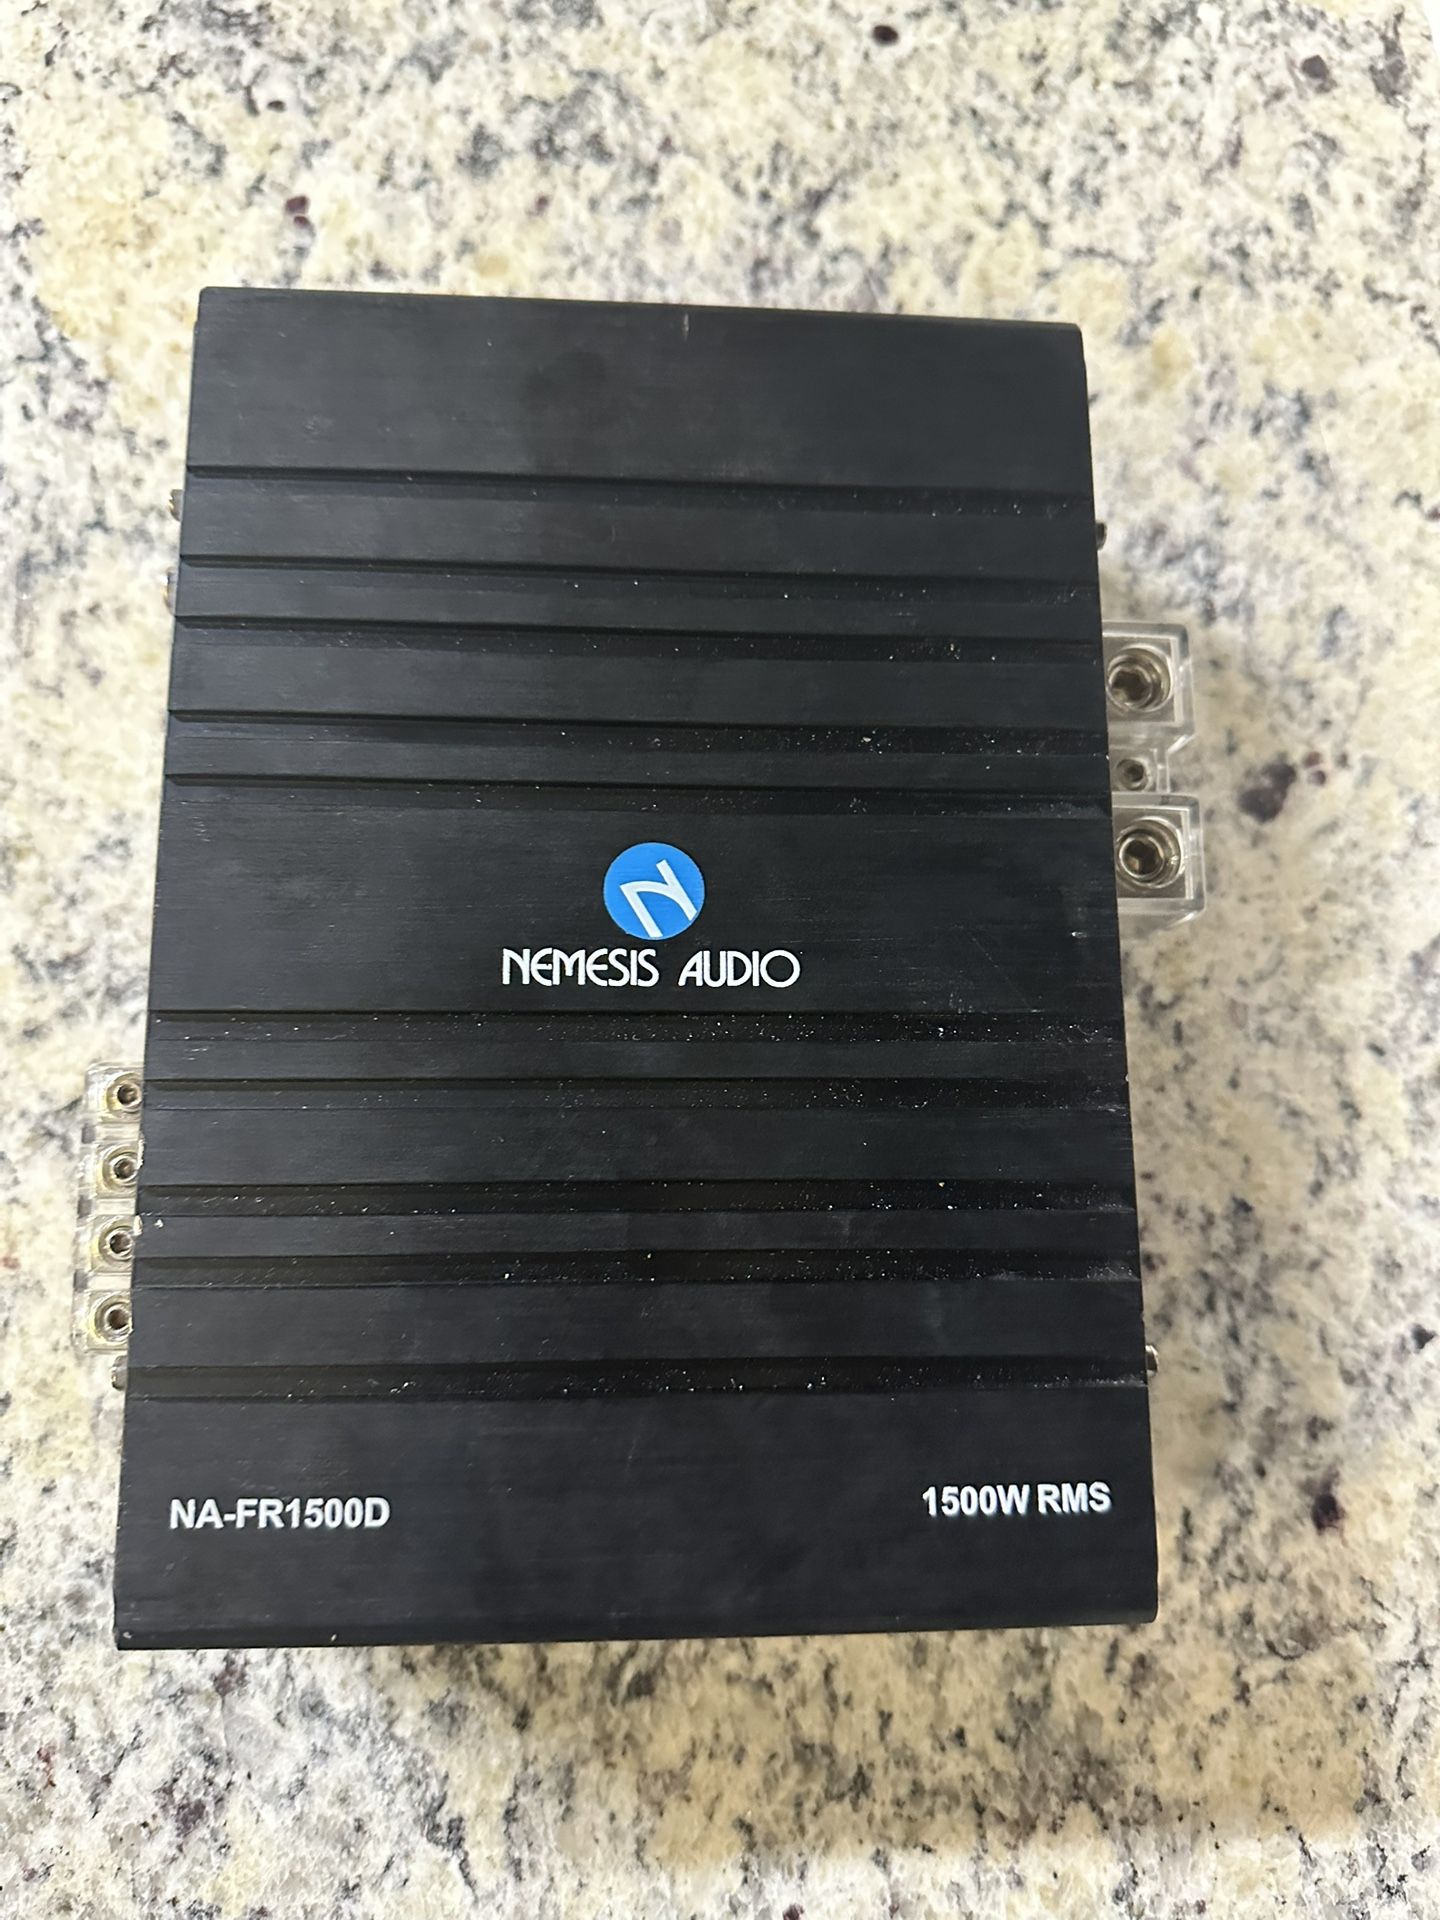 N
NEMESIS AUDIO
NA-FR1500D
1500W RMS